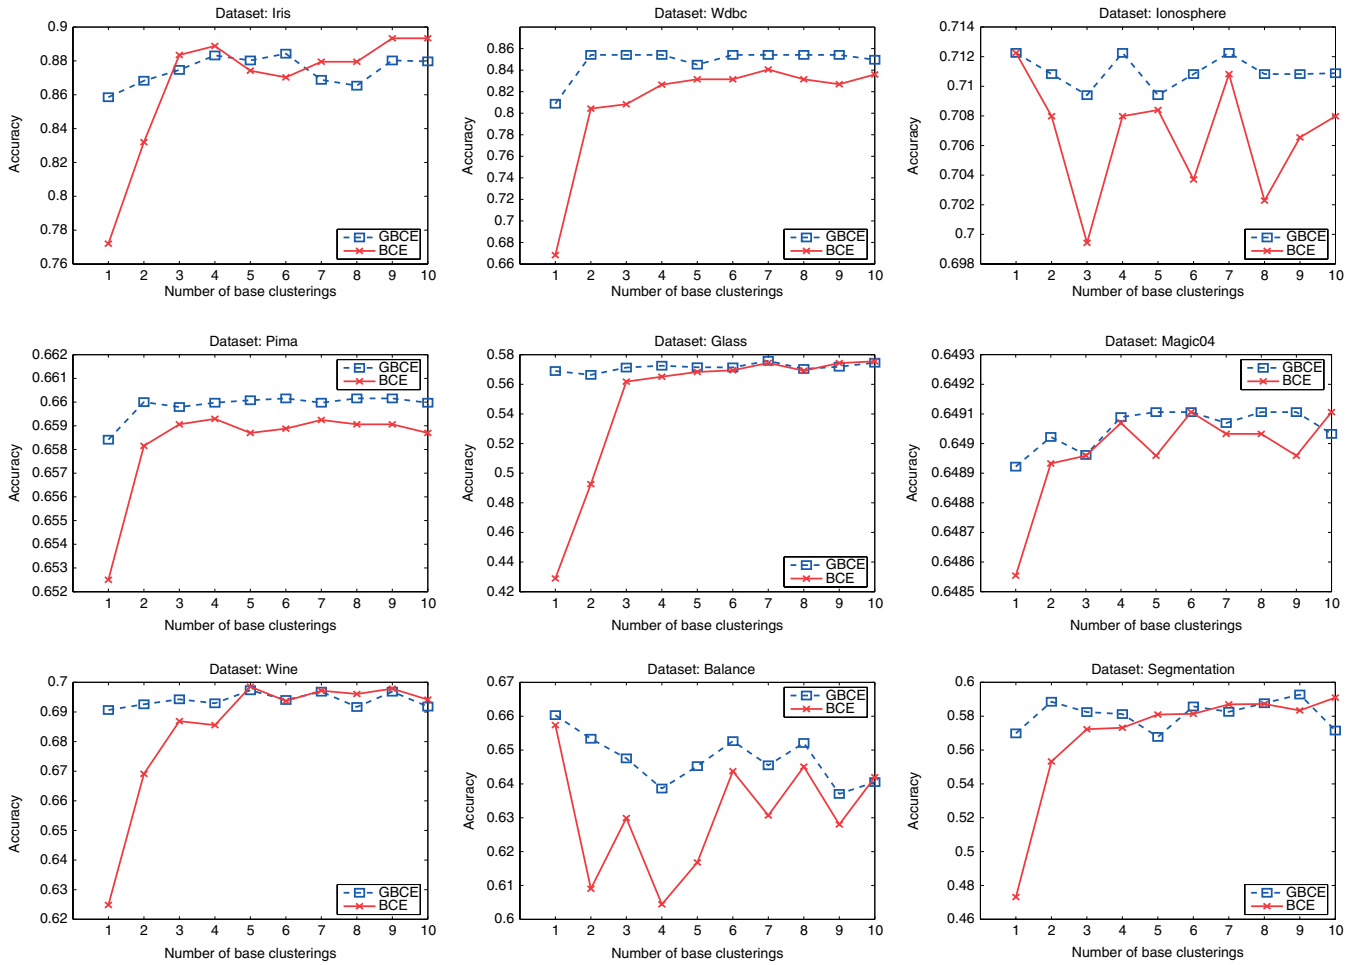 Dataset: Iris
0.9
0.88
0.86
0.84
0.82
0.8
0.78
0.76
Accuracy
GBCE
BCE
1 2 3 4 5 6 7 8 9 10
Number of base clusterings
Dataset: Wdbc
0.86
0.84
0.82
0.8
0.78
0.76
0.74
0.72
0.7
0.68
0.66
Accuracy
GBCE
BCE
1 2 3 4 5 6 7 8 9 10
Number of base clusterings
Dataset: Ionosphere
0.714
0.712
0.71
0.708
0.706
0.704
0.702
0.7
0.698
Accuracy
GBCE
BCE
1 2 3 4 5 6 7 8 9 10
Number of base clusterings
Dataset: Pima
0.662
0.661
0.66
0.659
0.658
0.657
0.656
0.655
0.654
0.653
0.652
Accuracy
GBCE
BCE
1 2 3 4 5 6 7 8 9 10
Number of base clusterings
Dataset: Glass
0.58
0.56
0.54
0.52
0.5
0.48
0.46
0.44
0.42
Accuracy
GBCE
BCE
1 2 3 4 5 6 7 8 9 10
Number of base clusterings
Dataset: Magic04
0.6493
0.6492
0.6491
0.649
0.6489
0.6488
0.6487
0.6486
0.6485
Accuracy
GBCE
BCE
1 2 3 4 5 6 7 8 9 10
Number of base clusterings
Dataset: Wine
0.7
0.69
0.68
0.67
0.66
0.65
0.64
0.63
0.62
Accuracy
GBCE
BCE
1 2 3 4 5 6 7 8 9 10
Number of base clusterings
Dataset: Balance
0.67
0.66
0.65
0.64
0.63
0.62
0.61
0.6
Accuracy
GBCE
BCE
1 2 3 4 5 6 7 8 9 10
Number of base clusterings
Dataset: Segmentation
0.6
0.58
0.56
0.54
0.52
0.5
0.48
0.46
Accuracy
GBCE
BCE
1 2 3 4 5 6 7 8 9 10
Number of base clusterings